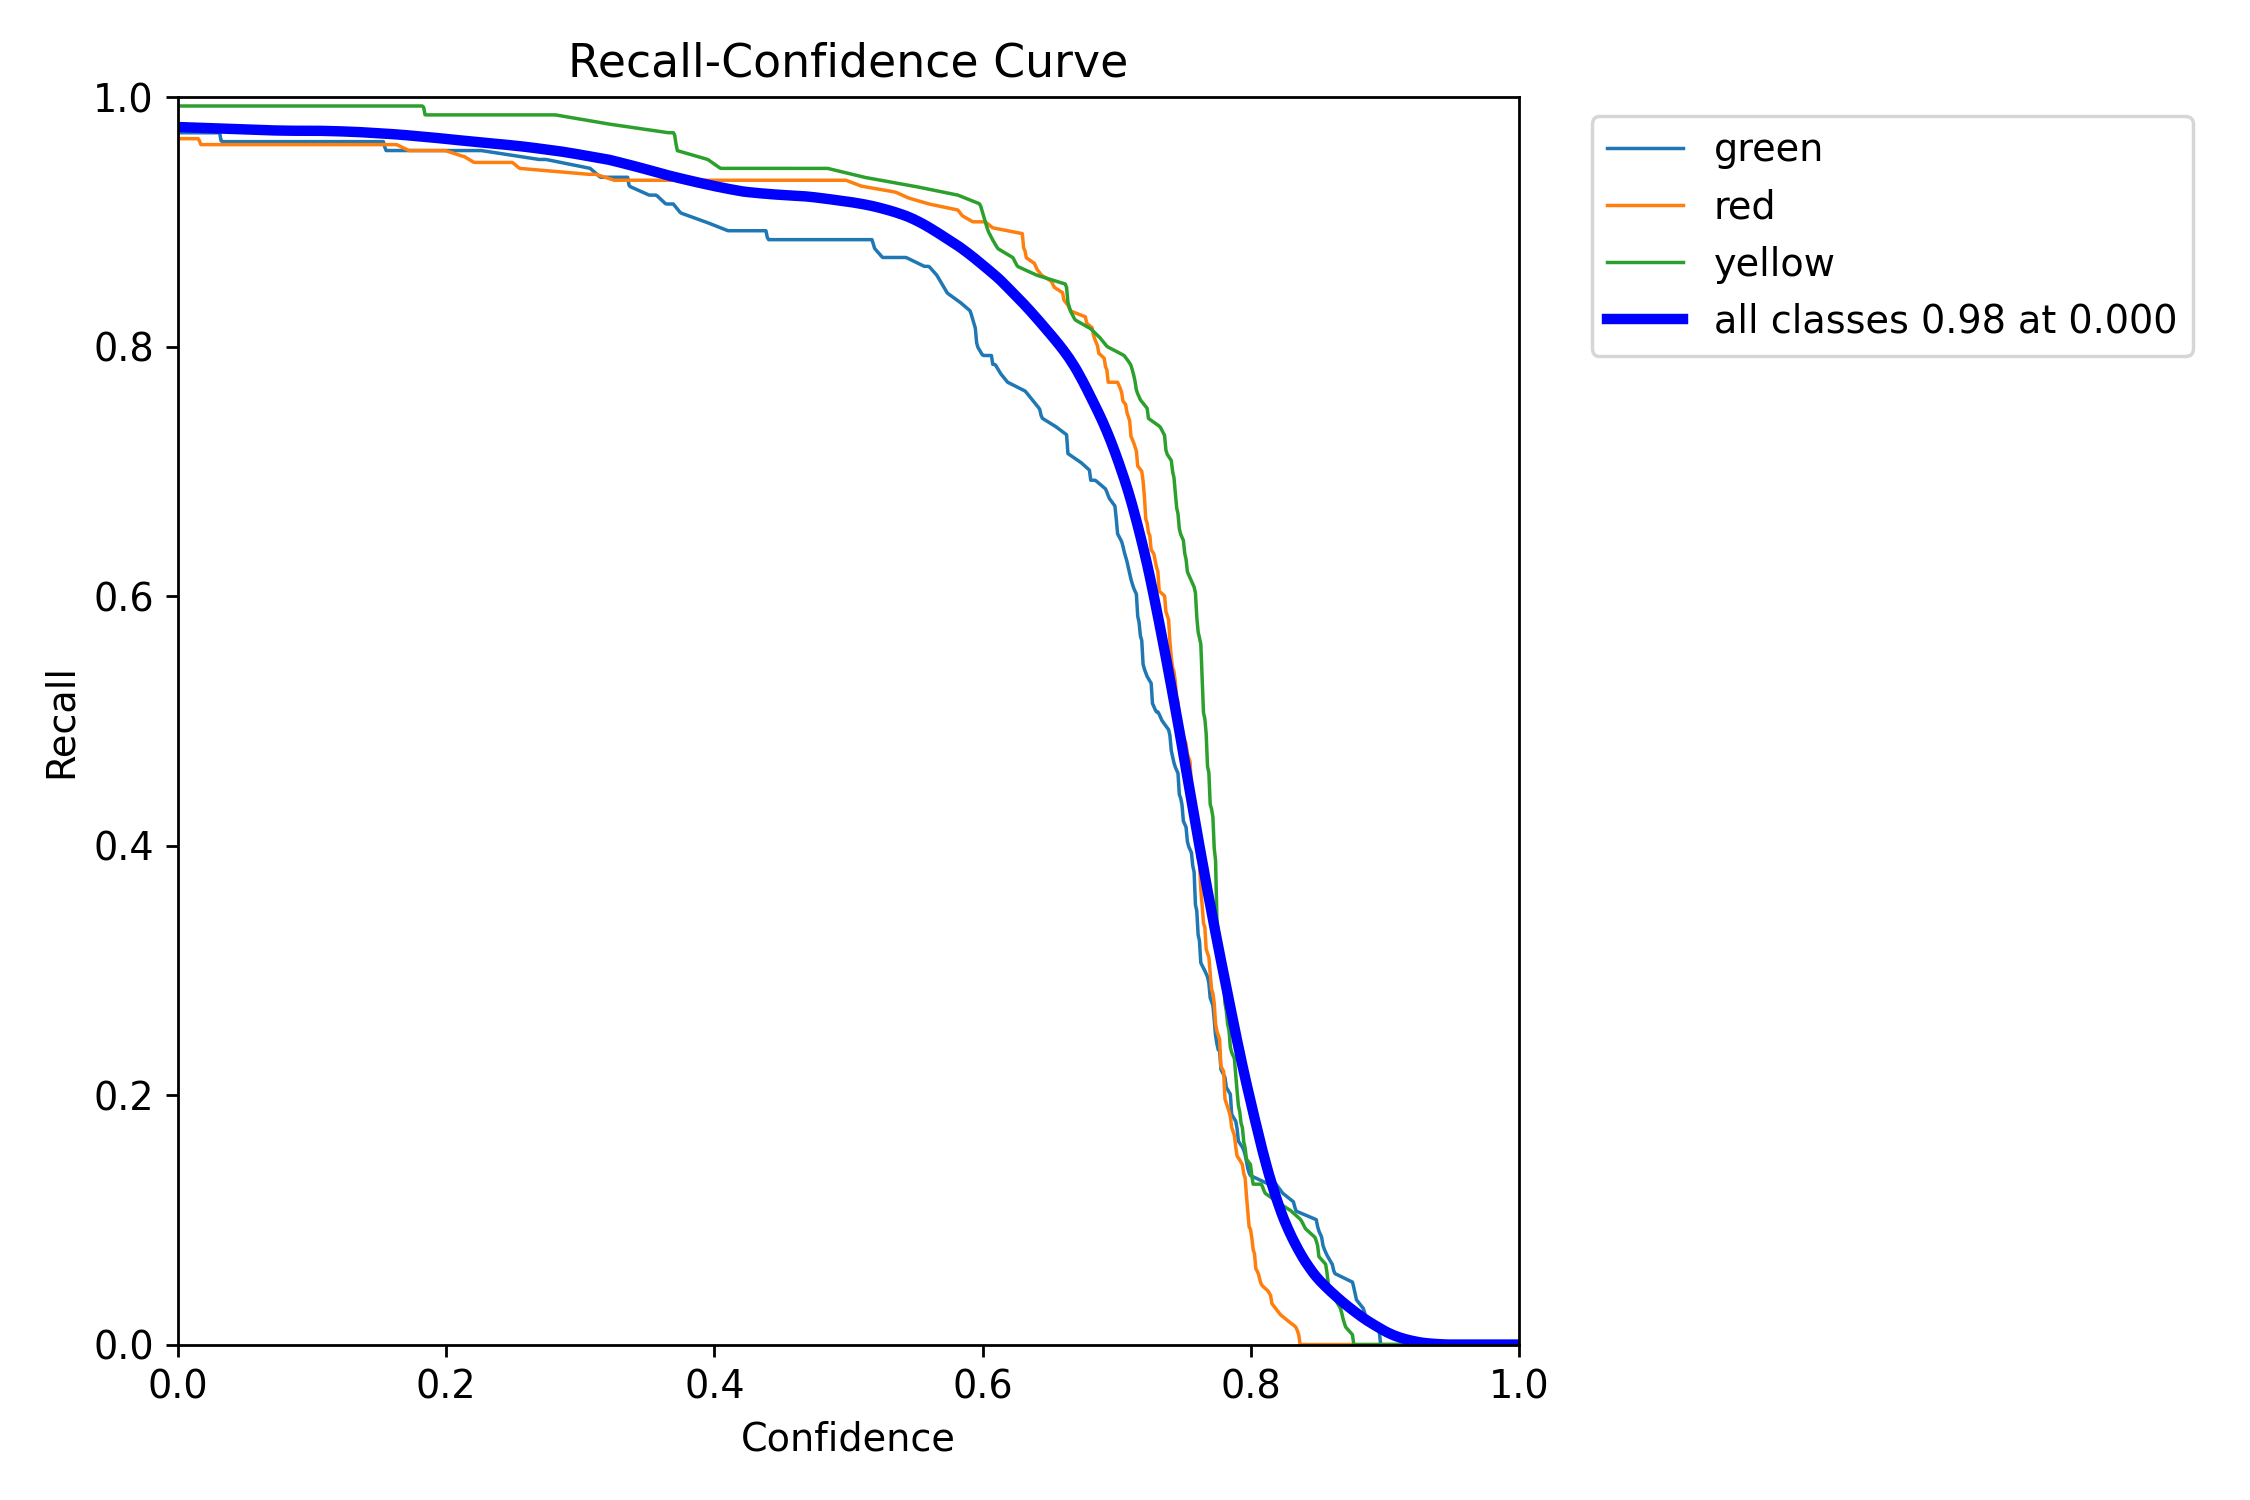 Recall-Confidence Curve
1.0
0.8
0.6
0.4
0.2
0.0
Recall
0.0 0.2 0.4 0.6 0.8 1.0
Confidence
green
red
yellow
all classes 0.98 at 0.000